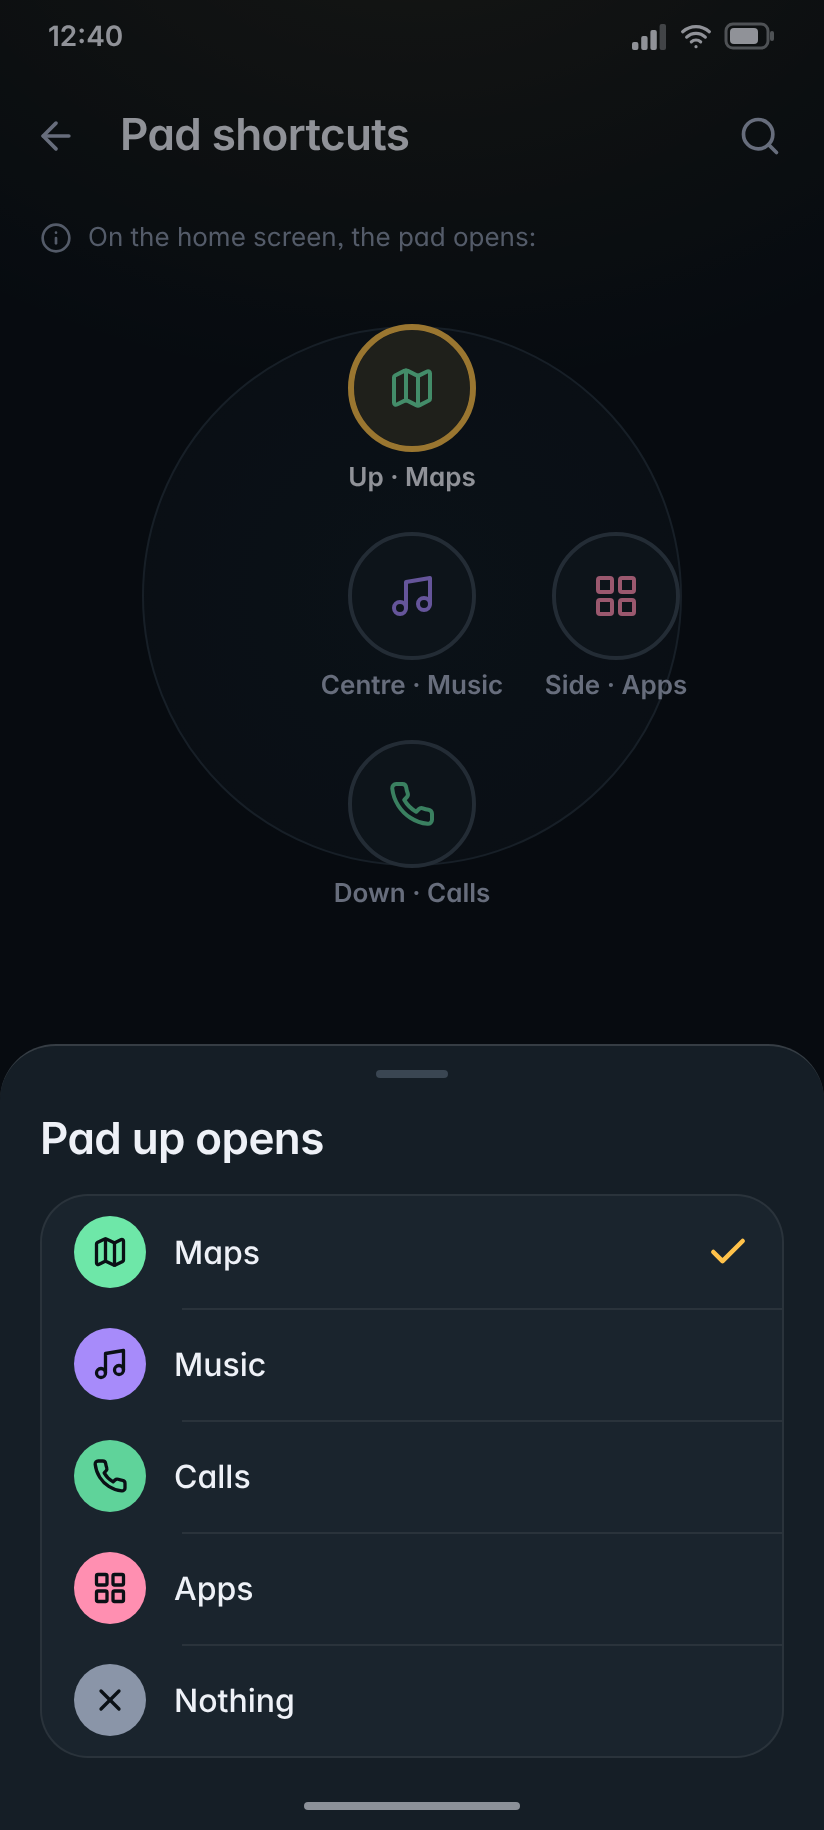 12:40
Pad shortcuts
On the home screen, the pad opens:
Up · Maps
Centre · Music
Side · Apps
Down · Calls
Pad up opens
Maps
Music
Calls
Apps
Nothing